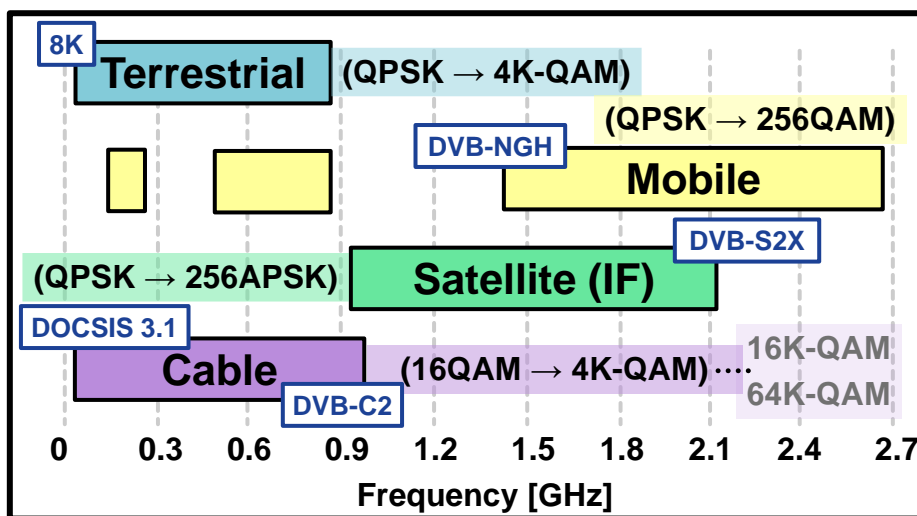 8K
Terrestrial
(QPSK → 4K-QAM)
(QPSK → 256QAM)
DVB-NGH
Mobile
DVB-S2X
(QPSK → 256APSK)
Satellite (IF)
DOCSIS 3.1
Cable
(16QAM → 4K-QAM)····
16K-QAM
64K-QAM
DVB-C2
0 0.3 0.6 0.9 1.2 1.5 1.8 2.1 2.4 2.7
Frequency [GHz]